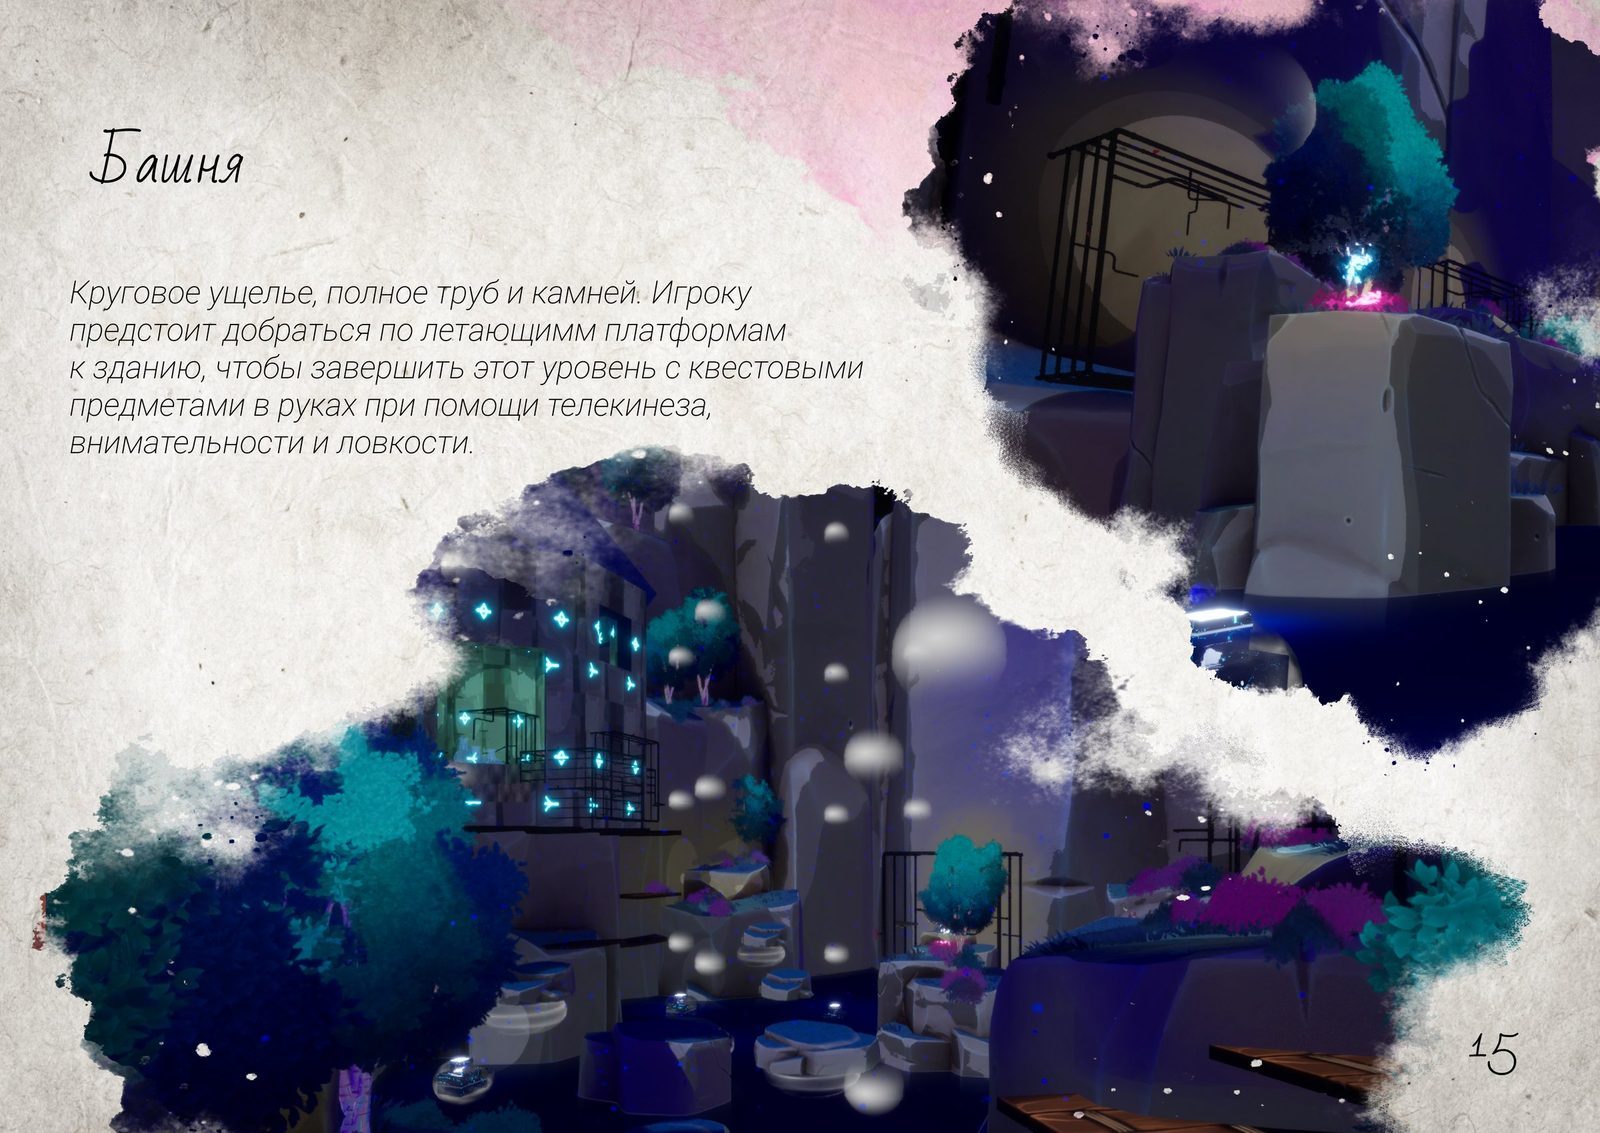 Башня
Круговое ущелье, полное труб и камней. Игроку
предстоит добраться по летающимм платформам
к зданию, чтобы завершить этот уровень с квестовыми
предметами в руках при помощи телекинеза,
внимательности и ловкости.
15